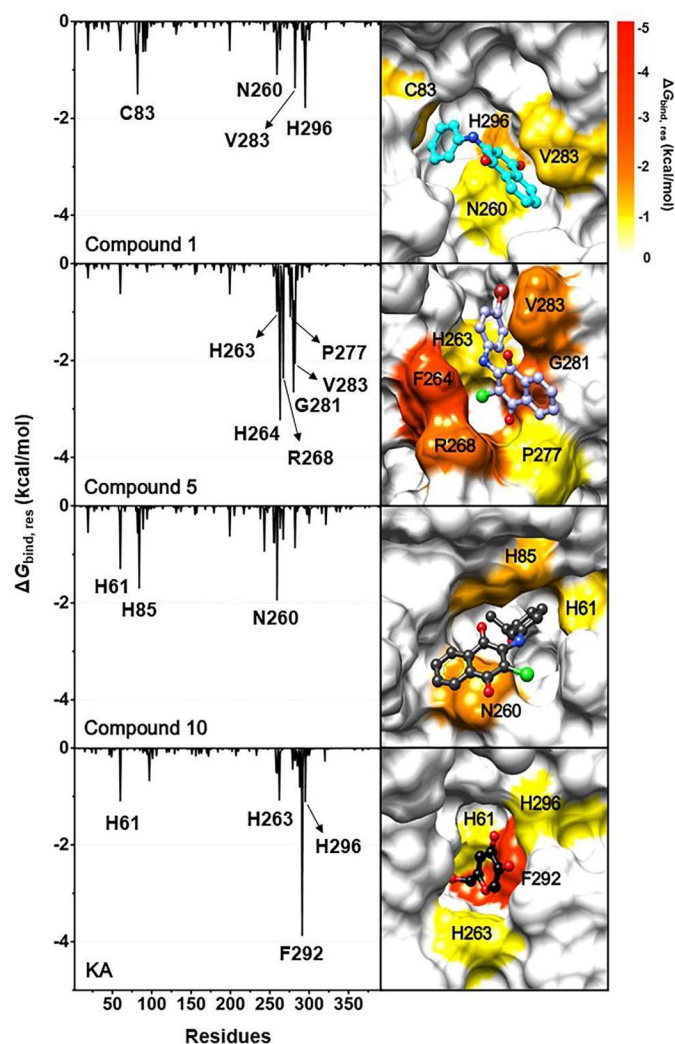 0
-2
-4
C83
N260
V283
H296
Compound 1
C83
H296
V283
N260
-5
-4
-3
-2
-1
0
ΔGbind, res (kcal/mol)
0
-2
-4
H263
P277
V283
G281
H264
R268
Compound 5
V283
H263
G281
F264
R268
P277
0
-2
-4
H61
H85
N260
Compound 10
H85
H61
N260
0
-2
-4
H61
H263
H296
F292
KA
H296
H61
F292
H263
50 100 150 200 250 300 350
Residues
ΔGbind, res (kcal/mol)